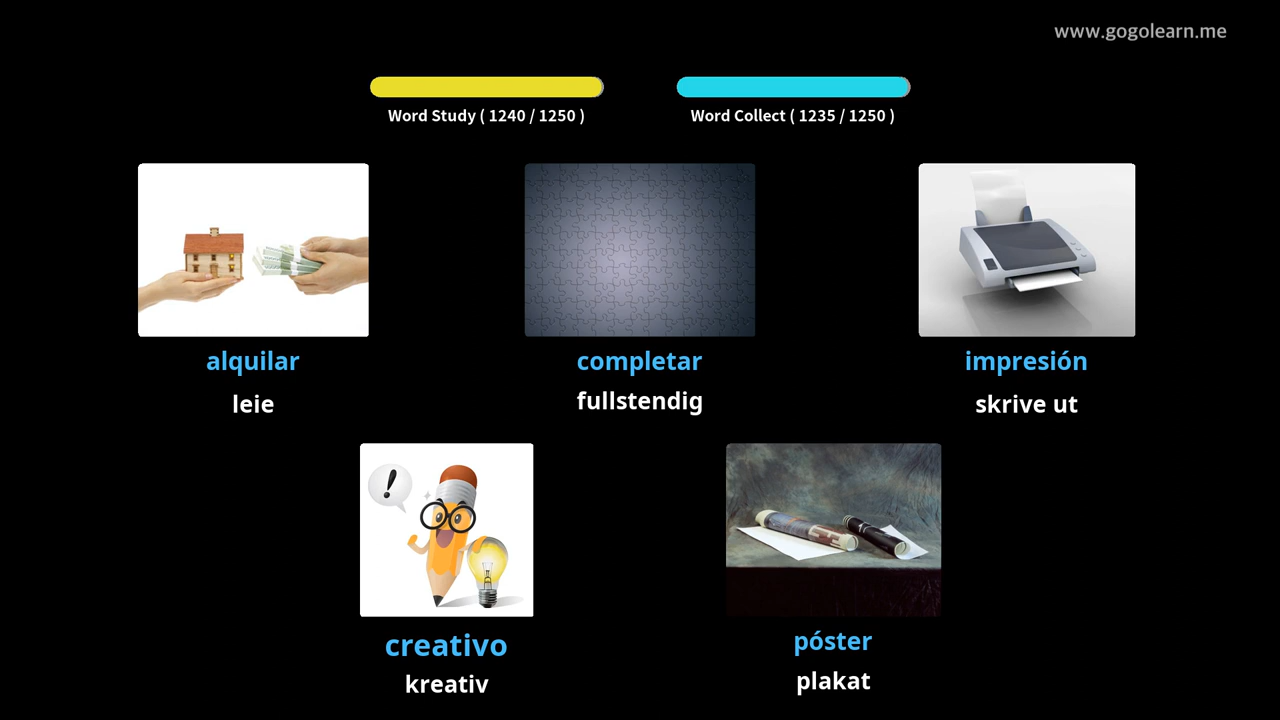 www.gogolearn.me
Word Study ( 1240 / 1250 )
Word Collect ( 1235 / 1250 )
alquilar
completar
impresión
leie
fullstendig
skrive ut
creativo
póster
kreativ
plakat